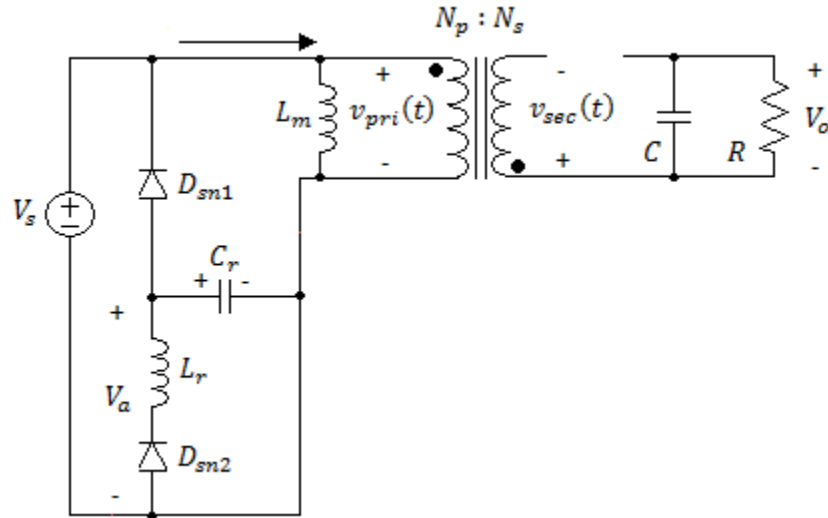 N_p : N_s
+ - + 
L_m v_pri(t) v_sec(t) C R V_o
- + -
D_sn1
V_s + -
C_r
+ -
+
L_r
V_a
D_sn2
-